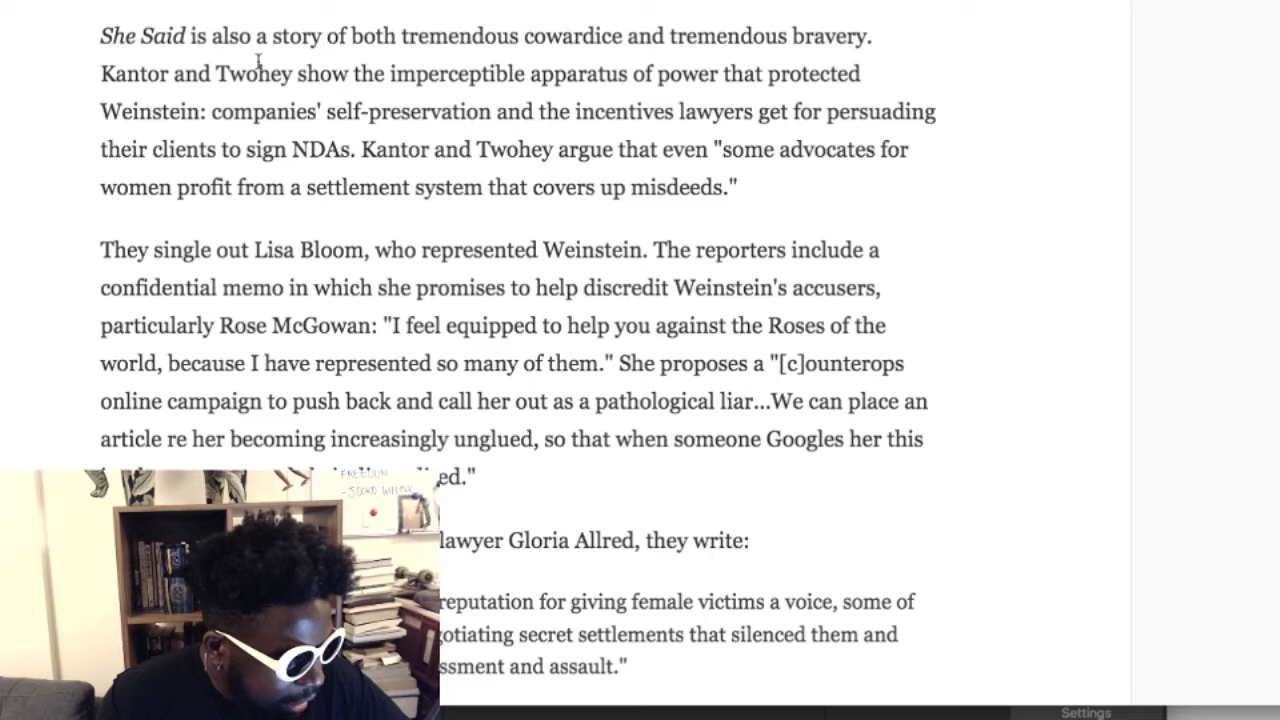 She Said is also a story of both tremendous cowardice and tremendous bravery.
Kantor and Twohey show the imperceptible apparatus of power that protected
Weinstein: companies' self-preservation and the incentives lawyers get for persuading
their clients to sign NDAs. Kantor and Twohey argue that even "some advocates for
women profit from a settlement system that covers up misdeeds."
They single out Lisa Bloom, who represented Weinstein. The reporters include a
confidential memo in which she promises to help discredit Weinstein's accusers,
particularly Rose McGowan: "I feel equipped to help you against the Roses of the
world, because I have represented so many of them." She proposes a "[c]ounterops
online campaign to push back and call her out as a pathological liar...We can place an
article re her becoming increasingly unglued, so that when someone Googles her this
ed."
lawyer Gloria Allred, they write:
reputation for giving female victims a voice, some of
gotiating secret settlements that silenced them and
ssment and assault."
FREEDOM
- JOCKO
Settings